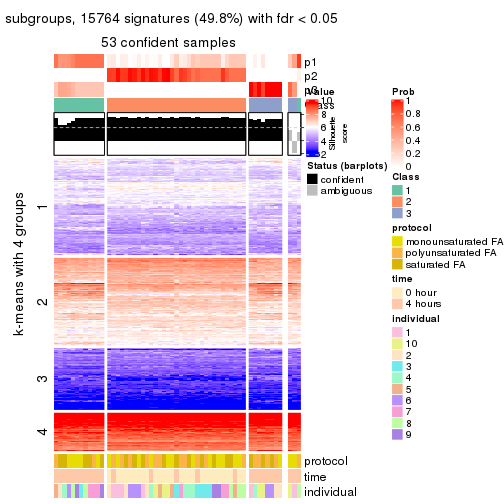 subgroups, 15764 signatures (49.8%) with fdr < 0.05
53 confident samples
p1
p2
p3
Class
Silhouette
score
k-means with 4 groups
1
2
3
4
protocol
time
individual
Value
10
8
6
4
2
Status (barplots)
confident
ambiguous
Prob
1
0.8
0.6
0.4
0.2
0
Class
1
2
3
protocol
monounsaturated FA
polyunsaturated FA
saturated FA
time
0 hour
4 hours
individual
1
10
2
3
4
5
6
7
8
9